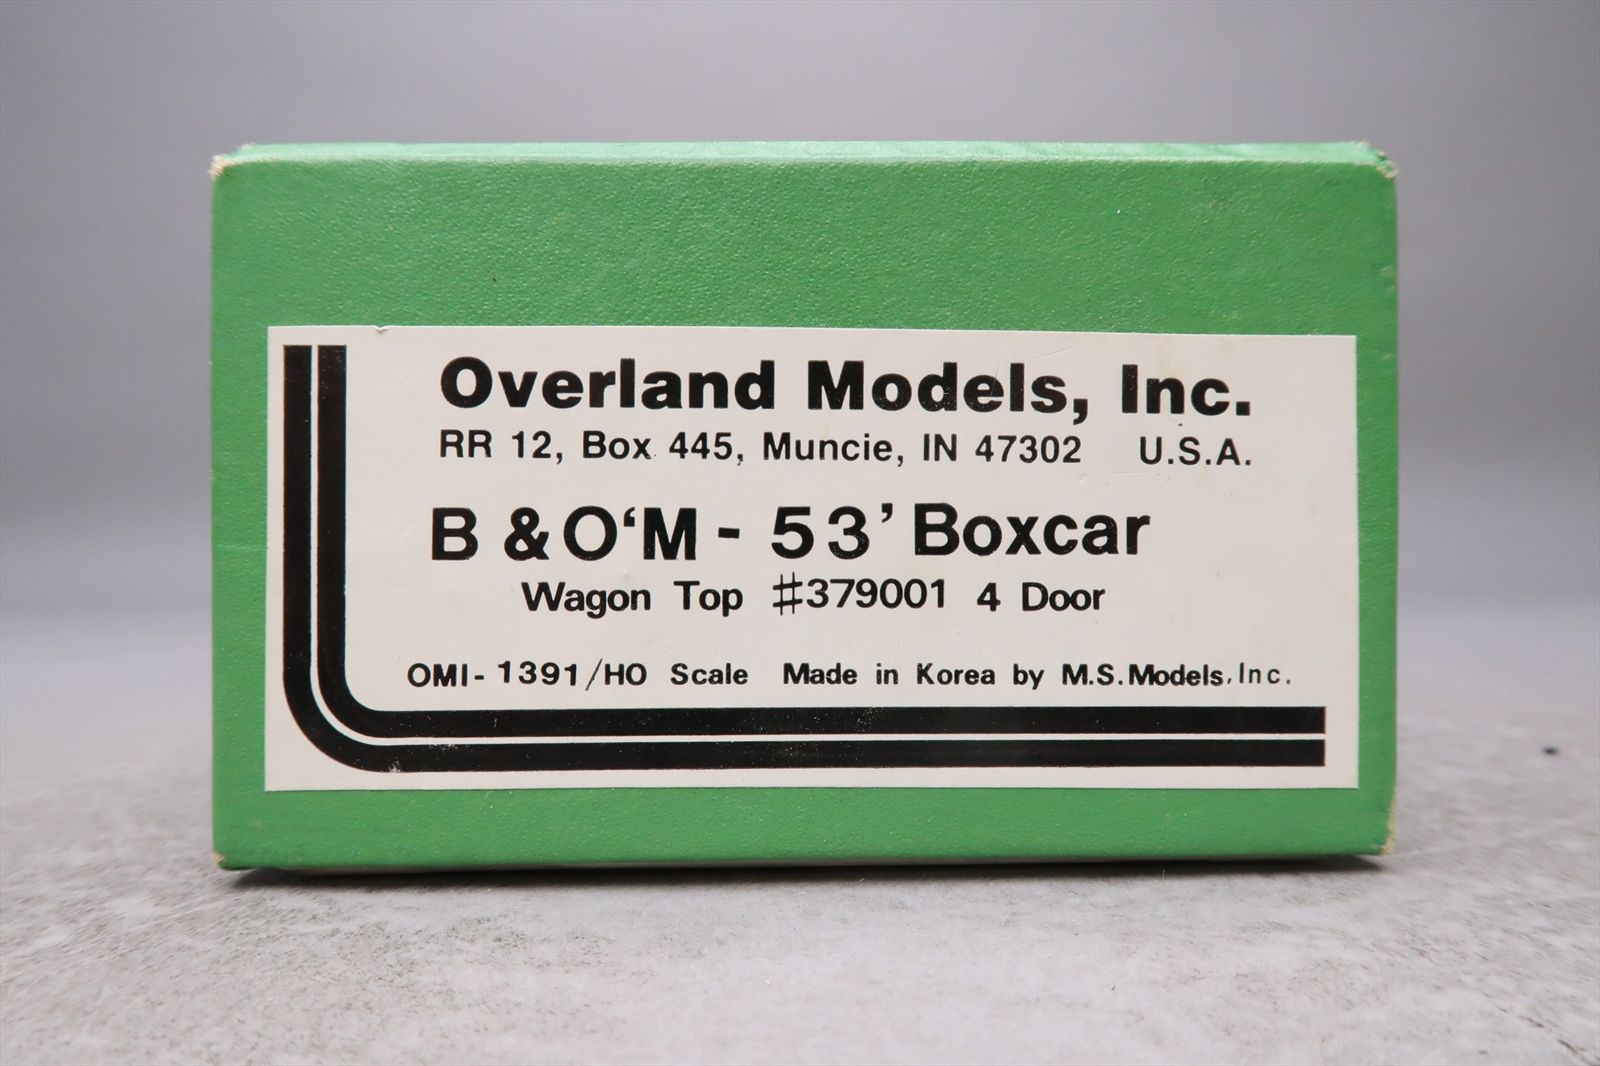 Overland Models, Inc.
RR 12, Box 445, Muncie, IN 47302 U.S.A.
B & O‘M - 53’ Boxcar
Wagon Top #379001 4 Door
OMI-1391/HO Scale Made in Korea by M.S.Models,Inc.